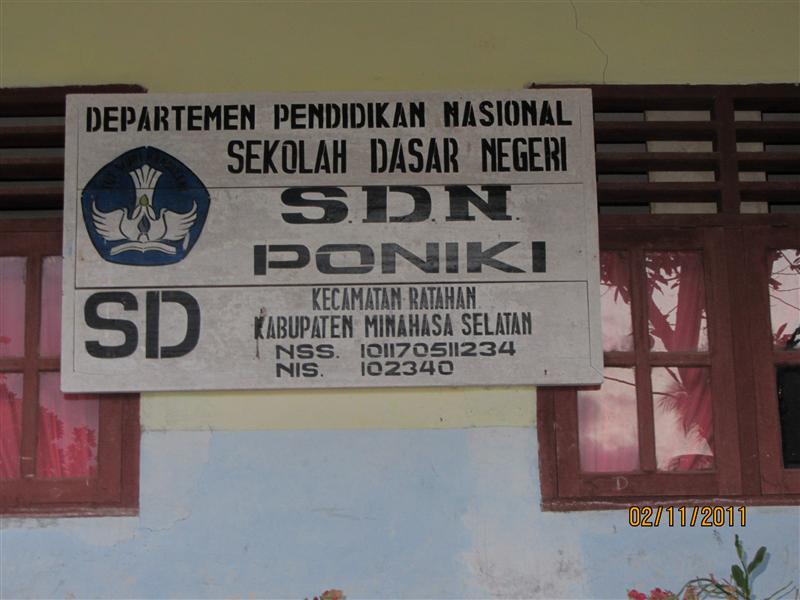 DEPARTEMEN PENDIDIKAN NASIONAL
SEKOLAH DASAR NEGERI
S.D.N.
PONIKI
SD
KECAMATAN RATAHAN
KABUPATEN MINAHASA SELATAN
NSS. 101170511234
NIS. 102340
02/11/2011